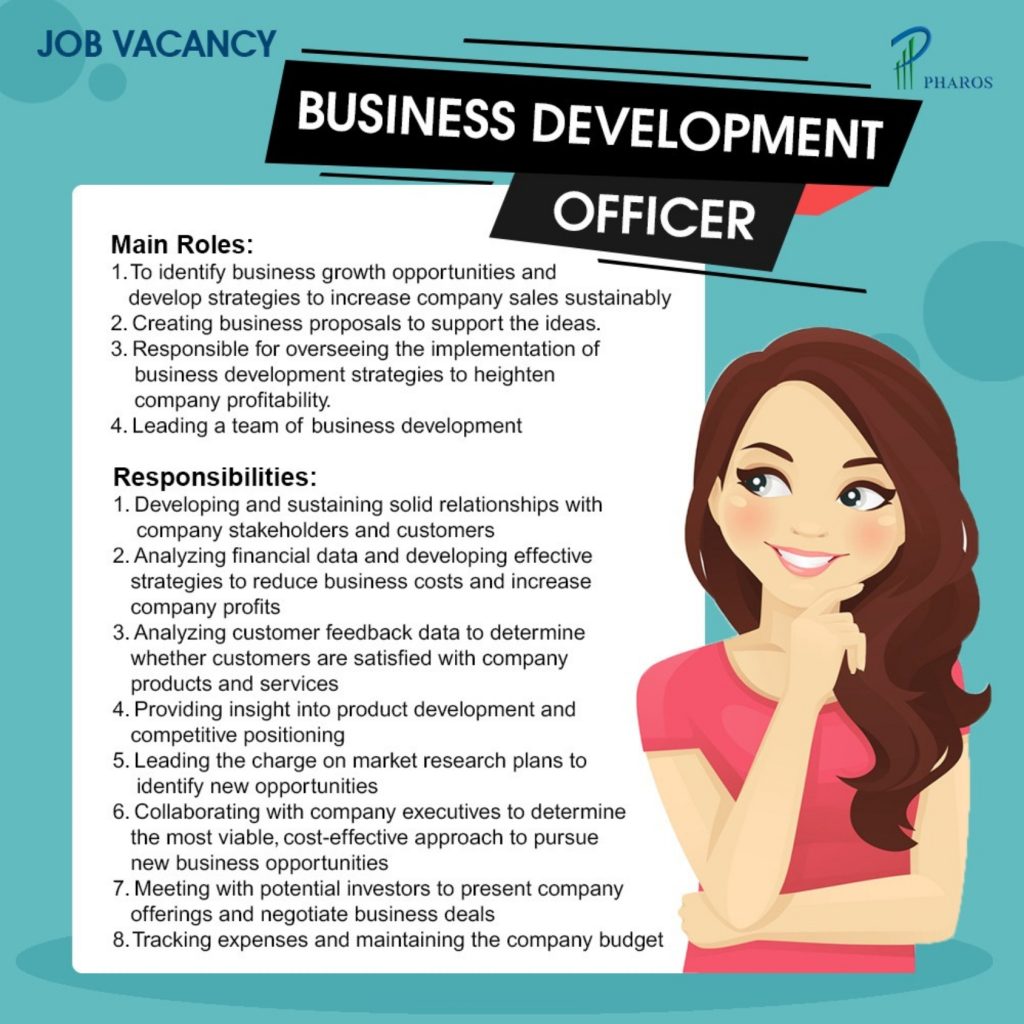 JOB VACANCY
PHAROS
BUSINESS DEVELOPMENT
OFFICER
Main Roles:
1. To identify business growth opportunities and
develop strategies to increase company sales sustainably
2. Creating business proposals to support the ideas.
3. Responsible for overseeing the implementation of
business development strategies to heighten
company profitability.
4. Leading a team of business development
Responsibilities:
1. Developing and sustaining solid relationships with
company stakeholders and customers
2. Analyzing financial data and developing effective
strategies to reduce business costs and increase
company profits
3. Analyzing customer feedback data to determine
whether customers are satisfied with company
products and services
4. Providing insight into product development and
competitive positioning
5. Leading the charge on market research plans to
identify new opportunities
6. Collaborating with company executives to determine
the most viable, cost-effective approach to pursue
new business opportunities
7. Meeting with potential investors to present company
offerings and negotiate business deals
8. Tracking expenses and maintaining the company budget